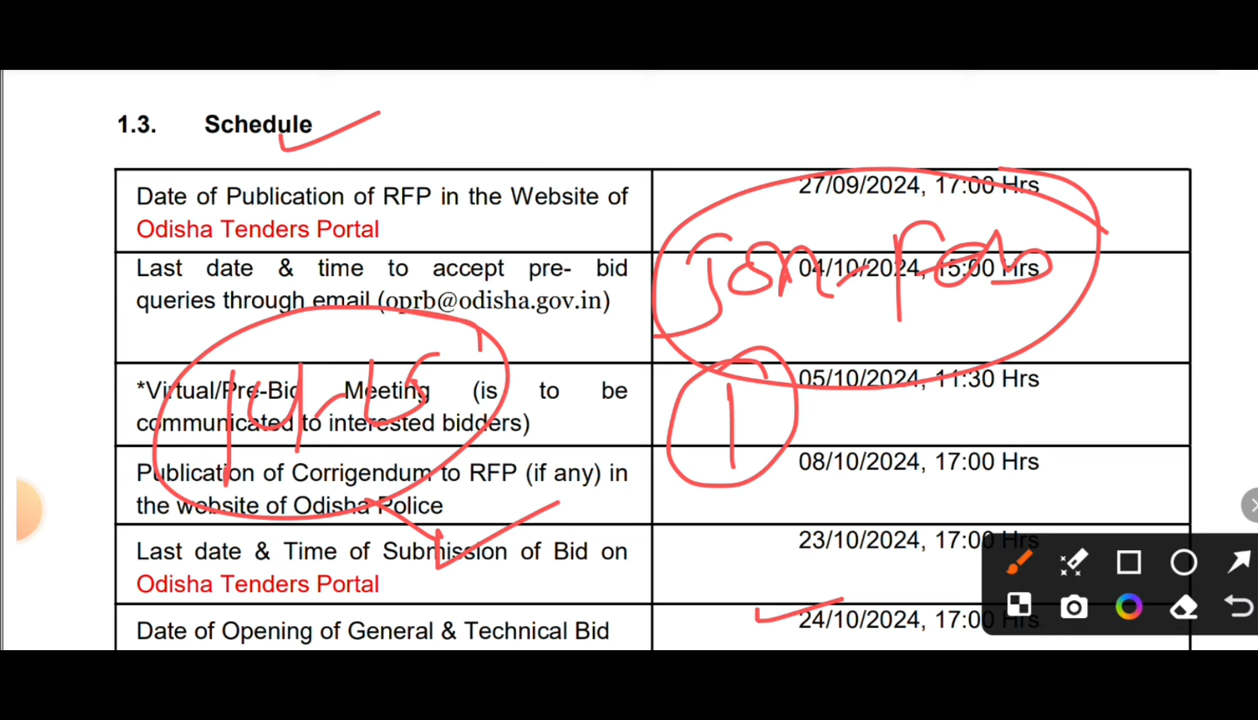 1.3. Schedule
Date of Publication of RFP in the Website of
Odisha Tenders Portal
27/09/2024, 17:00 Hrs
Last date & time to accept pre- bid
queries through email (oprb@odisha.gov.in)
04/10/2024, 15:00 Hrs
*Virtual/Pre-Bid Meeting (is to be
communicated to interested bidders)
05/10/2024, 11:30 Hrs
Publication of Corrigendum to RFP (if any) in
the website of Odisha Police
08/10/2024, 17:00 Hrs
Last date & Time of Submission of Bid on
Odisha Tenders Portal
23/10/2024, 17:00 Hrs
Date of Opening of General & Technical Bid
24/10/2024, 17:00 Hrs
1